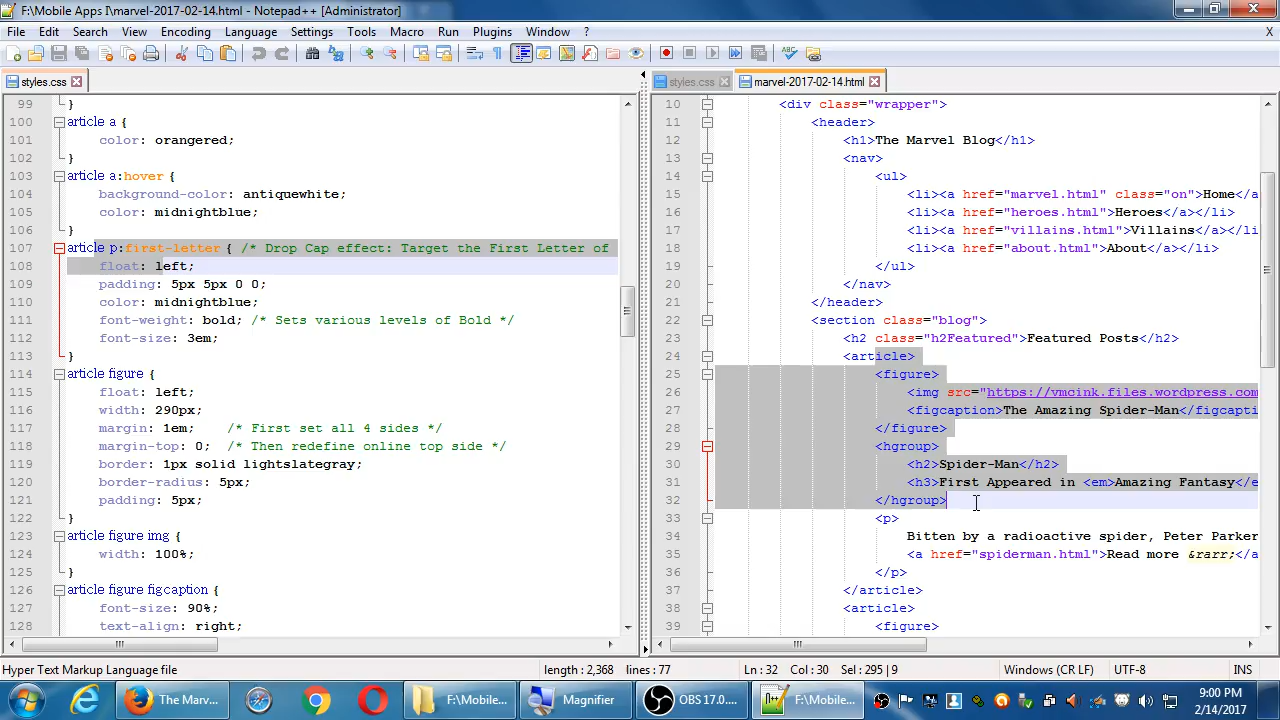 F:\Mobile Apps I\marvel-2017-02-14.html - Notepad++ [Administrator]
File Edit Search View Encoding Language Settings Tools Macro Run Plugins Window ? X
styles.css
99 }
100 article a {
101 color: orangered;
102 }
103 article a:hover {
104 background-color: antiquewhite;
105 color: midnightblue;
106 }
107 article p:first-letter { /* Drop Cap effect: Target the First Letter of
108 float: left;
109 padding: 5px 5px 0 0;
110 color: midnightblue;
111 font-weight: bold; /* Sets various levels of Bold */
112 font-size: 3em;
113 }
114 article figure {
115 float: left;
116 width: 290px;
117 margin: 1em; /* First set all 4 sides */
118 margin-top: 0; /* Then redefine online top side */
119 border: 1px solid lightslategray;
120 border-radius: 5px;
121 padding: 5px;
122 }
123 article figure img {
124 width: 100%;
125 }
126 article figure figcaption {
127 font-size: 90%;
128 text-align: right;
styles.css marvel-2017-02-14.html
10 <div class="wrapper">
11 <header>
12 <h1>The Marvel Blog</h1>
13 <nav>
14 <ul>
15 <li><a href="marvel.html" class="on">Home</a
16 <li><a href="heroes.html">Heroes</a></li>
17 <li><a href="villains.html">Villains</a></li
18 <li><a href="about.html">About</a></li>
19 </ul>
20 </nav>
21 </header>
22 <section class="blog">
23 <h2 class="h2Featured">Featured Posts</h2>
24 <article>
25 <figure>
26 <img src="https://vmcink.files.wordpress.com
27 <figcaption>The Amazing Spider-Man</figcapti
28 </figure>
29 <hgroup>
30 <h2>Spider-Man</h2>
31 <h3>First Appeared in <em>Amazing Fantasy</e
32 </hgroup>
33 <p>
34 Bitten by a radioactive spider, Peter Parker
35 <a href="spiderman.html">Read more &rarr;</a
36 </p>
37 </article>
38 <article>
39 <figure>
Hyper Text Markup Language file length : 2,368 lines : 77 Ln : 32 Col : 30 Sel : 295 | 9 Windows (CR LF) UTF-8 INS
The Marv... F:\Mobile... Magnifier OBS 17.0.... F:\Mobile... 9:00 PM
2/14/2017